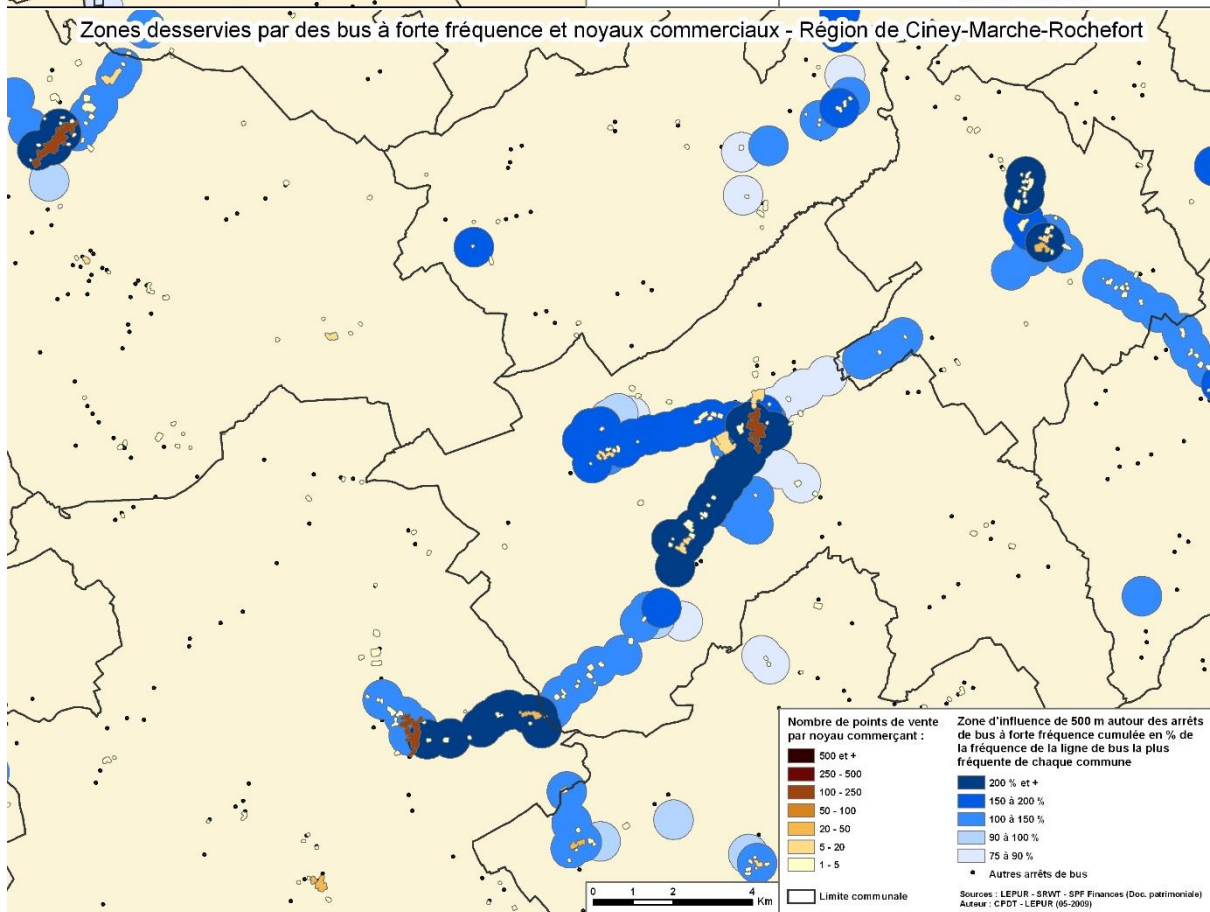 Zones desservies par des bus à forte fréquence et noyaux commerciaux - Région de Ciney-Marche-Rochefort
Nombre de points de vente
par noyau commerçant :
500 et +
250 - 500
100 - 250
50 - 100
20 - 50
5 - 20
1 - 5
Limite communale
Zone d'influence de 500 m autour des arrêts
de bus à forte fréquence cumulée en % de
la fréquence de la ligne de bus la plus
fréquente de chaque commune
200 % et +
150 à 200 %
100 à 150 %
90 à 100 %
75 à 90 %
Autres arrêts de bus
0 1 2 4
Km
Sources : LEPUR - SRWT - SPF Finances (Doc. patrimoniale)
Auteur : CPDT - LEPUR (05-2009)